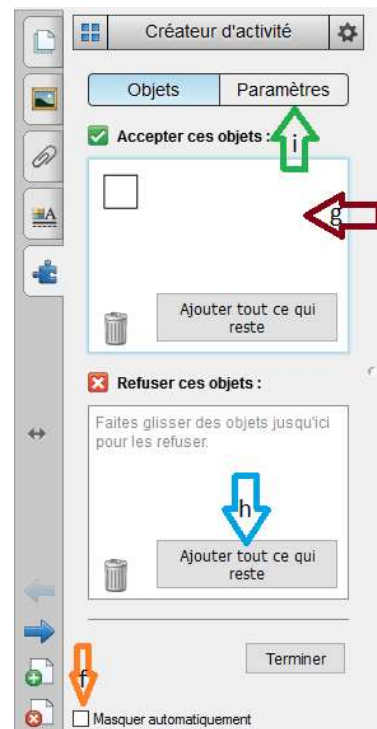 Créateur d'activité
Objets Paramètres
Accepter ces objets :
i
g
Ajouter tout ce qui
reste
Refuser ces objets :
Faites glisser des objets jusqu'ici
pour les refuser.
h
Ajouter tout ce qui
reste
Terminer
f
Masquer automatiquement